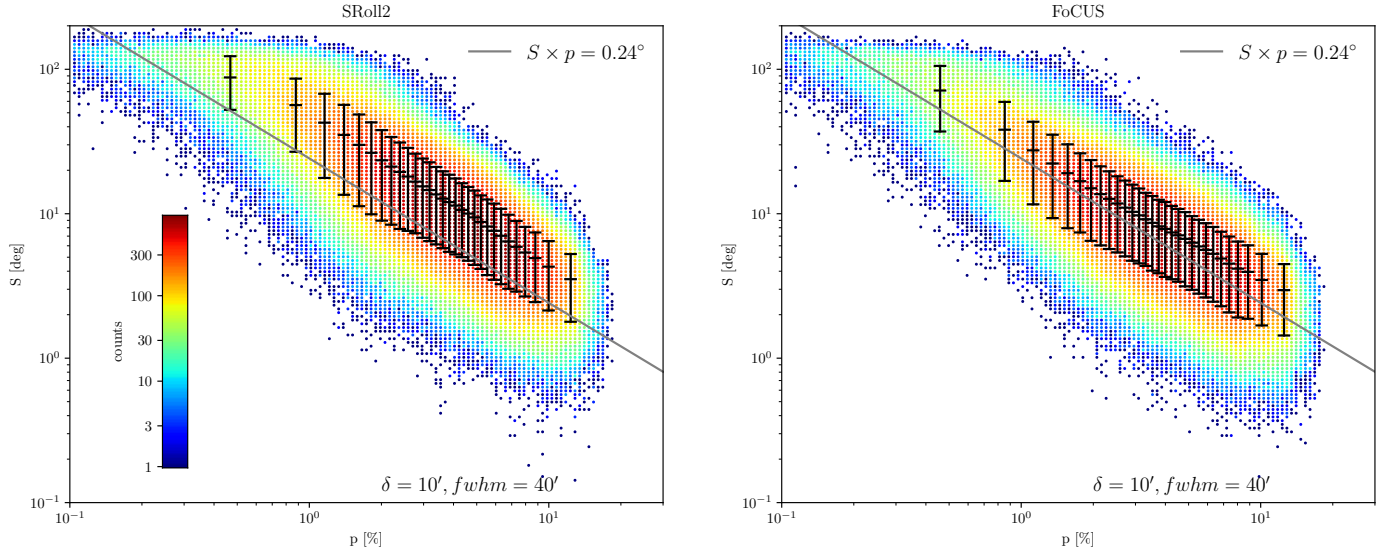 SRoll2
S × p = 0.24°
10²
10¹
10⁰
10⁻¹
S [deg]
300
100
30
10
3
1
counts
δ = 10′, fwhm = 40′
10⁻¹
10⁰
10¹
p [%]
FoCUS
S × p = 0.24°
10²
10¹
10⁰
10⁻¹
S [deg]
δ = 10′, fwhm = 40′
10⁻¹
10⁰
10¹
p [%]